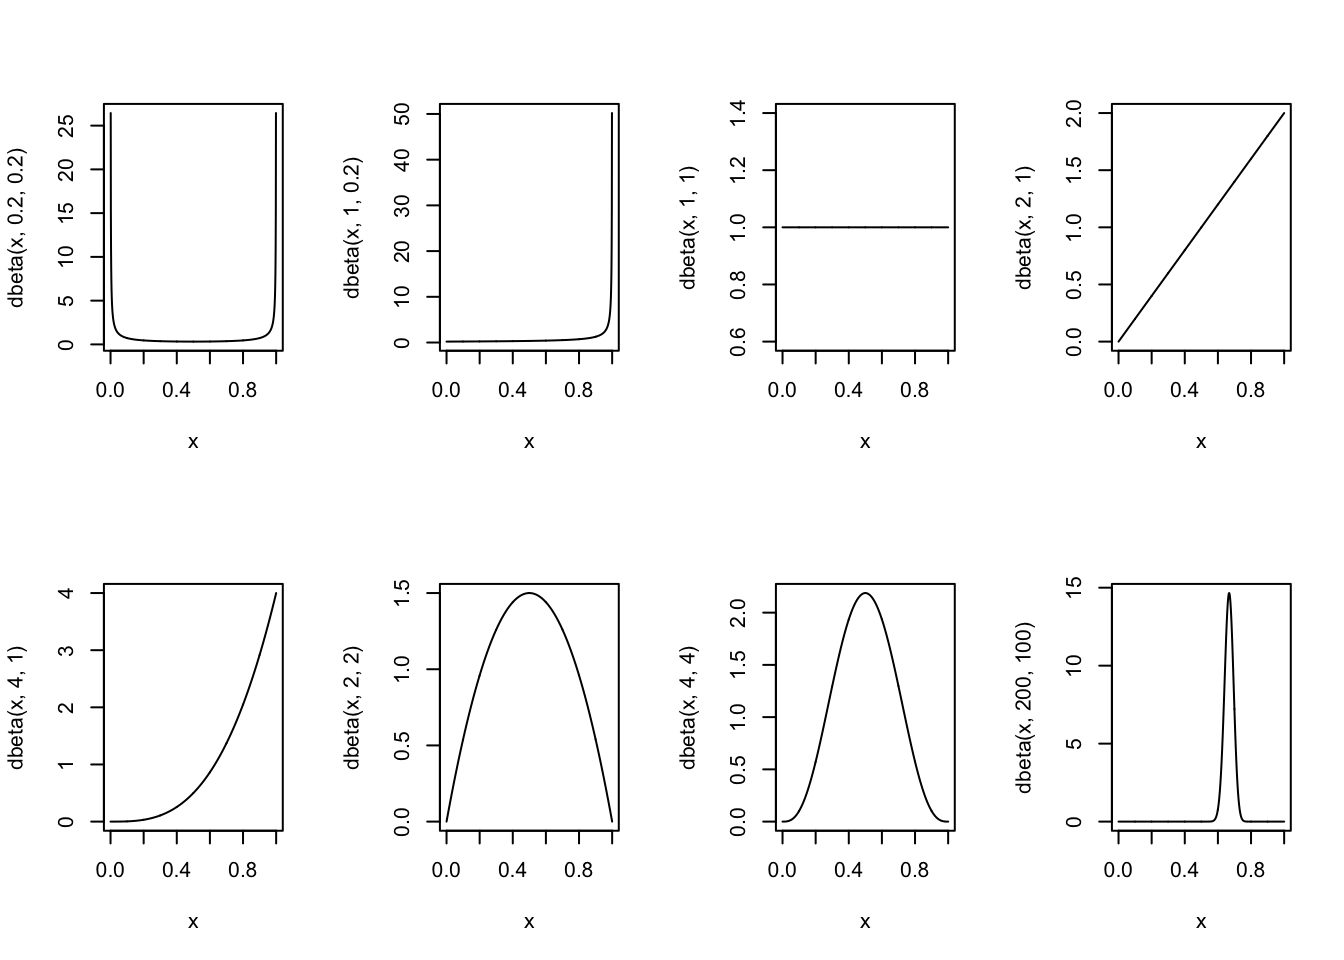 dbeta(x, 0.2, 0.2)
0 5 10 15 20 25
0.0 0.4 0.8
x
dbeta(x, 1, 0.2)
0 10 20 30 40 50
0.0 0.4 0.8
x
dbeta(x, 1, 1)
0.6 0.8 1.0 1.2 1.4
0.0 0.4 0.8
x
dbeta(x, 2, 1)
0.0 0.5 1.0 1.5 2.0
0.0 0.4 0.8
x
dbeta(x, 4, 1)
0 1 2 3 4
0.0 0.4 0.8
x
dbeta(x, 2, 2)
0.0 0.5 1.0 1.5
0.0 0.4 0.8
x
dbeta(x, 4, 4)
0.0 0.5 1.0 1.5 2.0
0.0 0.4 0.8
x
dbeta(x, 200, 100)
0 5 10 15
0.0 0.4 0.8
x